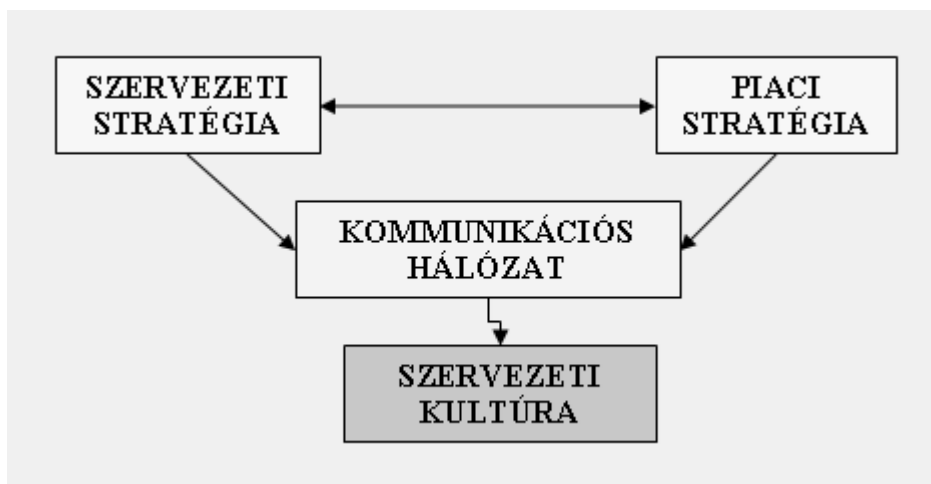 SZERVEZETI
STRATÉGIA
PIACI
STRATÉGIA
KOMMUNIKÁCIÓS
HÁLÓZAT
SZERVEZETI
KULTÚRA